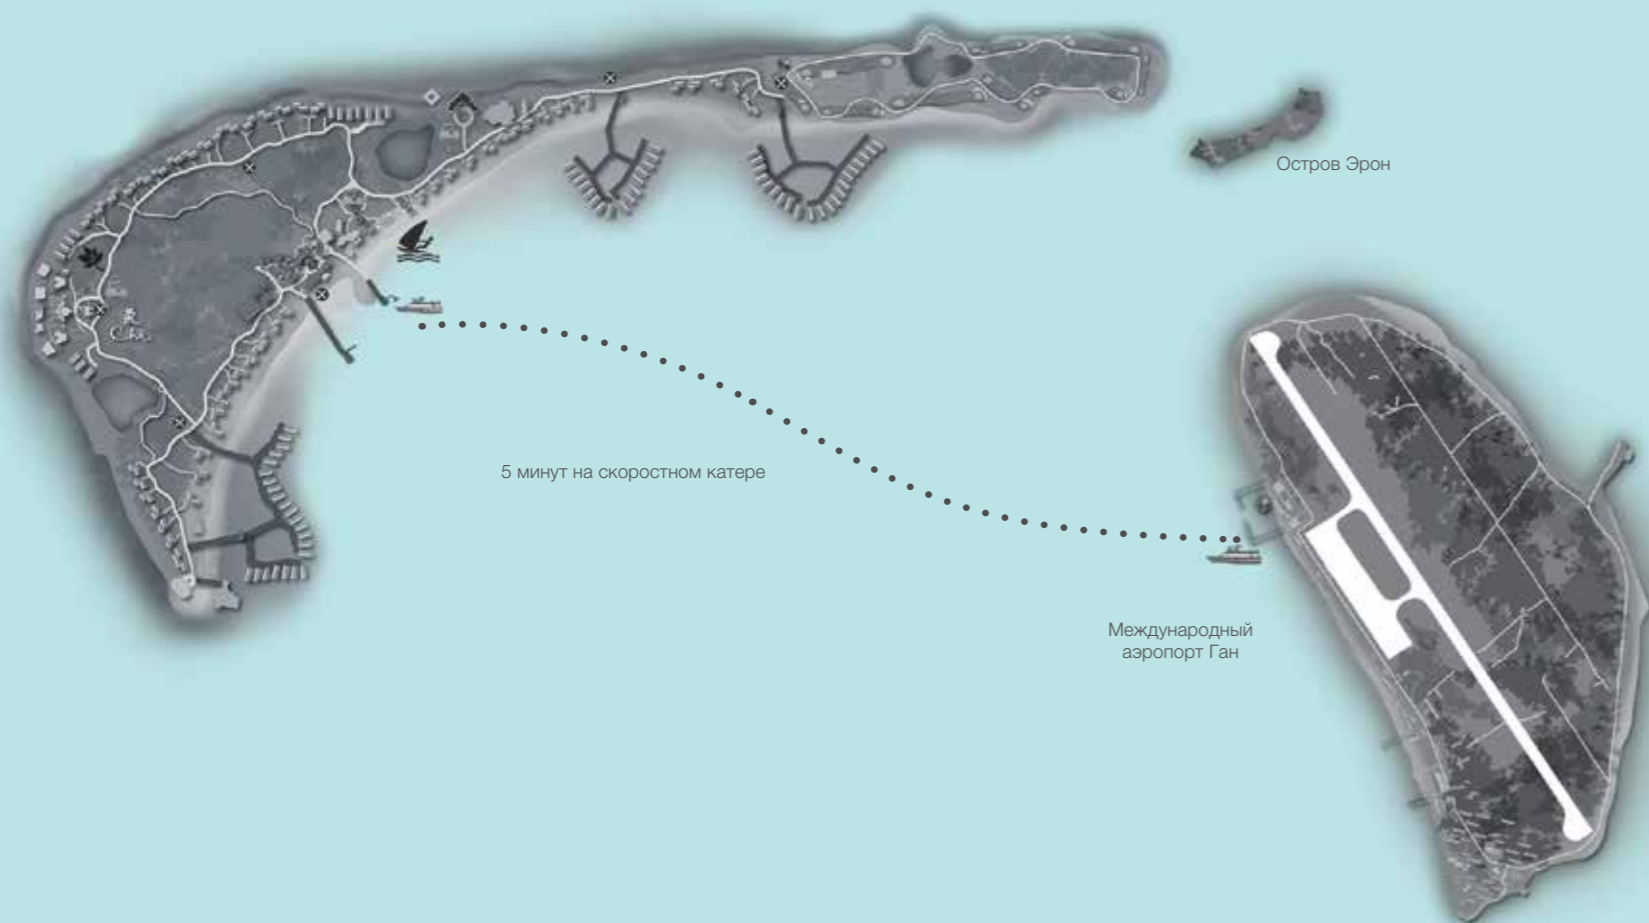 Остров Эрон
5 минут на скоростном катере
Международный
аэропорт Ган